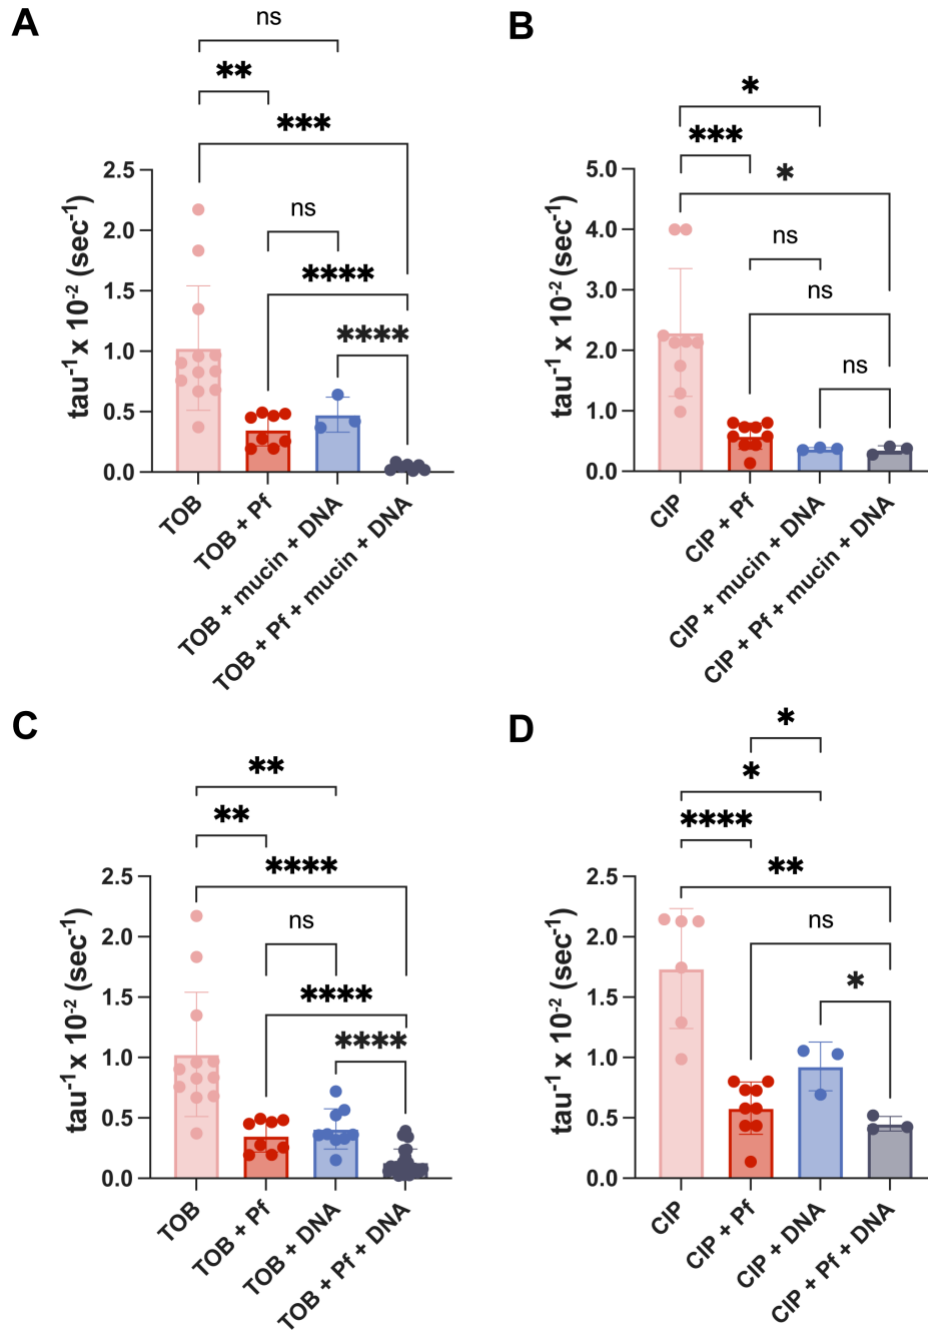 A
ns
**
***
ns
****
****
tau⁻¹ x 10⁻² (sec⁻¹)
2.5
2.0
1.5
1.0
0.5
0.0
TOB
TOB + Pf
TOB + mucin + DNA
TOB + Pf + mucin + DNA
B
*
***
*
ns
ns
ns
tau⁻¹ x 10⁻² (sec⁻¹)
5.0
4.0
3.0
2.0
1.0
0.0
CIP
CIP + Pf
CIP + mucin + DNA
CIP + Pf + mucin + DNA
C
**
**
****
ns
****
****
tau⁻¹ x 10⁻² (sec⁻¹)
2.5
2.0
1.5
1.0
0.5
0.0
TOB
TOB + Pf
TOB + DNA
TOB + Pf + DNA
D
*
*
****
**
ns
*
tau⁻¹ x 10⁻² (sec⁻¹)
2.5
2.0
1.5
1.0
0.5
0.0
CIP
CIP + Pf
CIP + DNA
CIP + Pf + DNA